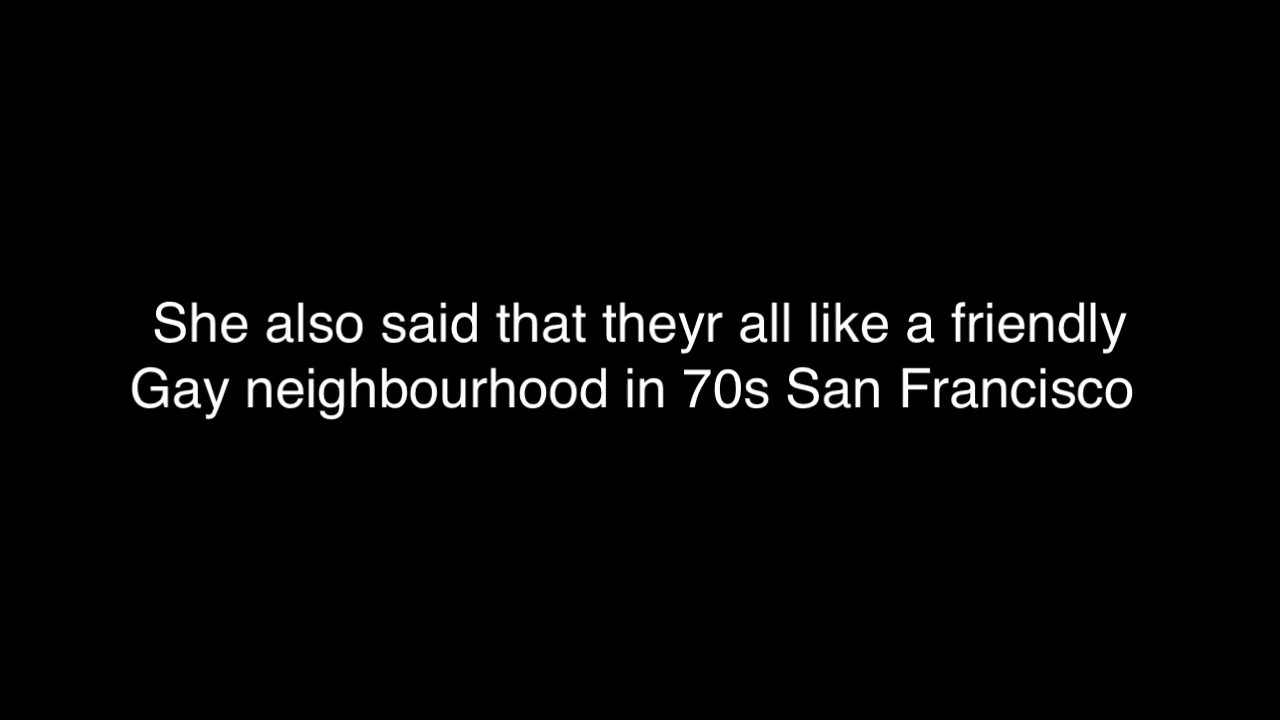 She also said that theyr all like a friendly
Gay neighbourhood in 70s San Francisco